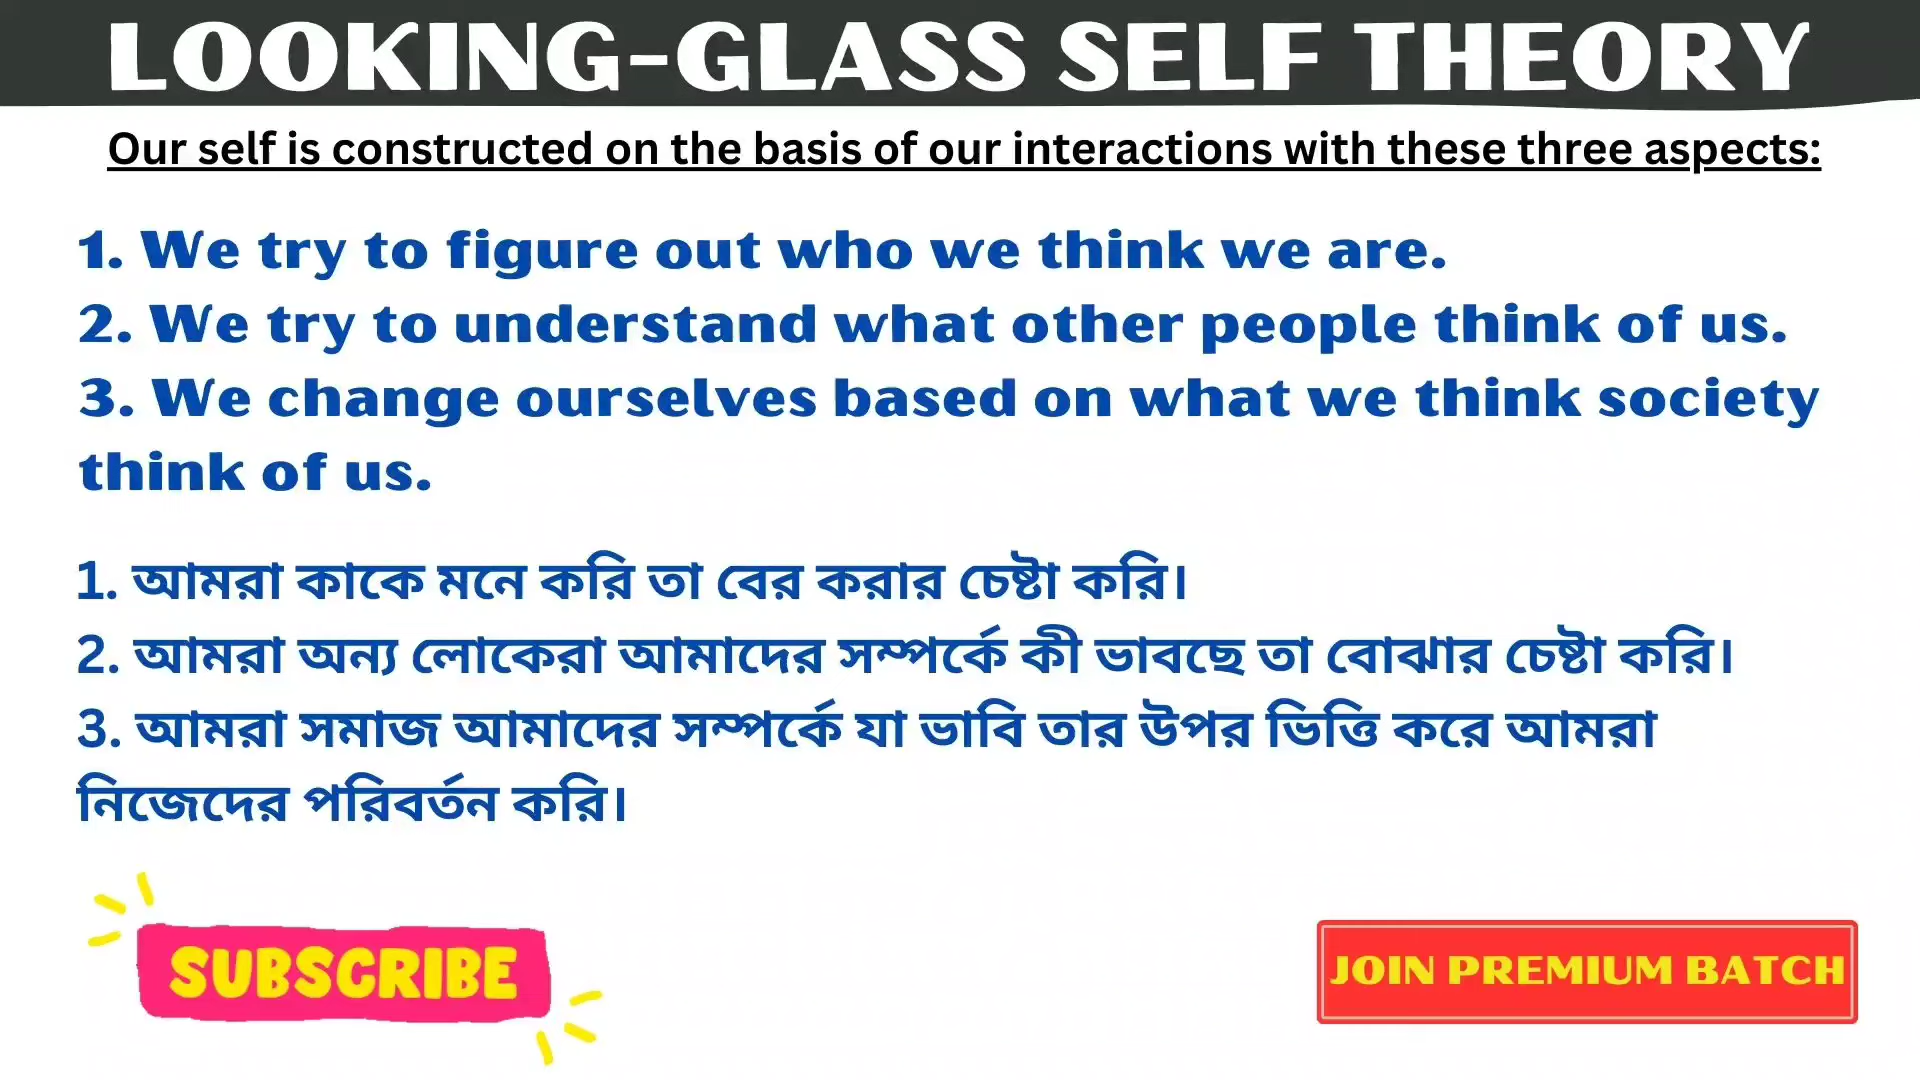 LOOKING-GLASS SELF THEORY
Our self is constructed on the basis of our interactions with these three aspects:
1. We try to figure out who we think we are.
2. We try to understand what other people think of us.
3. We change ourselves based on what we think society
think of us.
1. আমরা কাকে মনে করি তা বের করার চেষ্টা করি।
2. আমরা অন্য লোকেরা আমাদের সম্পর্কে কী ভাবছে তা বোঝার চেষ্টা করি।
3. আমরা সমাজ আমাদের সম্পর্কে যা ভাবি তার উপর ভিত্তি করে আমরা
নিজেদের পরিবর্তন করি।
SUBSCRIBE
JOIN PREMIUM BATCH